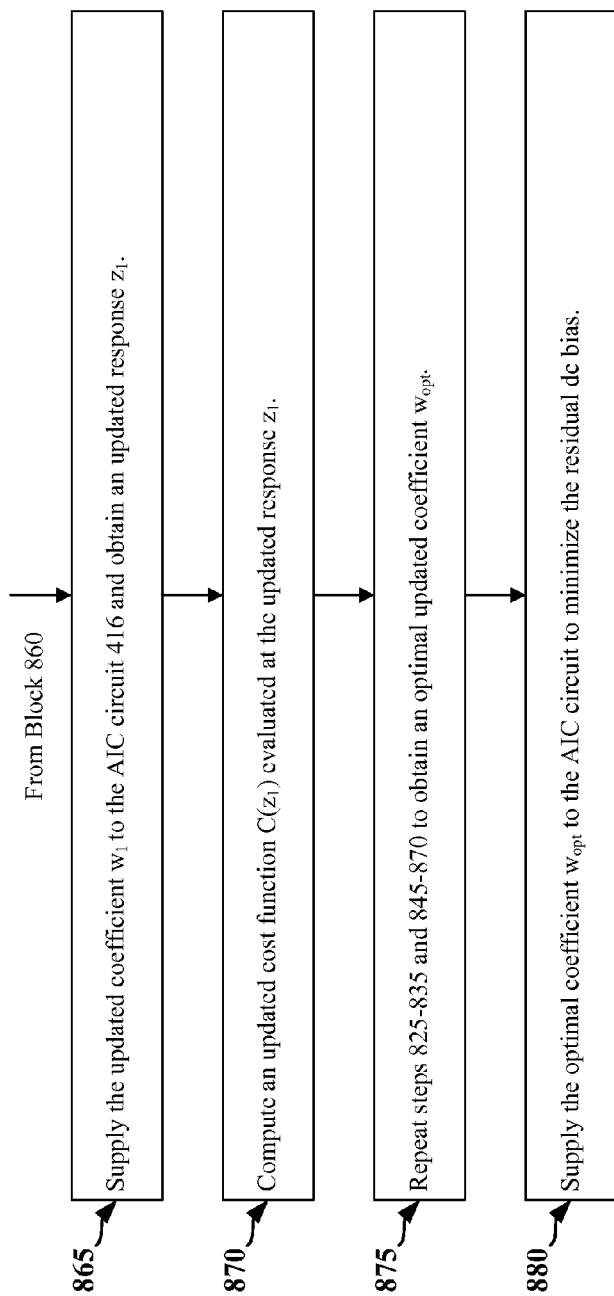 From Block 860
865
Supply the updated coefficient w₁ to the AIC circuit 416 and obtain an updated response z₁.
870
Compute an updated cost function C(z₁) evaluated at the updated response z₁.
875
Repeat steps 825-835 and 845-870 to obtain an optimal updated coefficient wₒₚₜ.
880
Supply the optimal coefficient wₒₚₜ to the AIC circuit to minimize the residual dc bias.